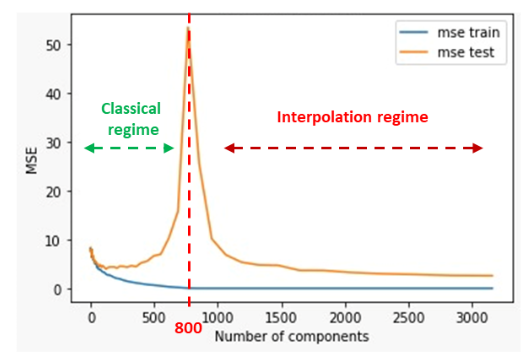 mse train
mse test
Classical
regime
Interpolation regime
MSE
50
40
30
20
10
0
0
500
800
1000
1500
2000
2500
3000
Number of components